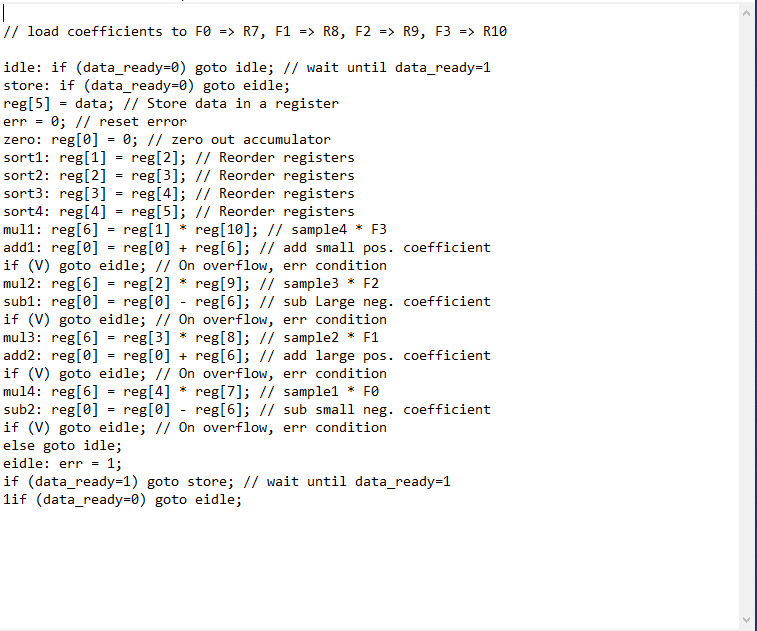 // load coefficients to F0 => R7, F1 => R8, F2 => R9, F3 => R10
idle: if (data_ready=0) goto idle; // wait until data_ready=1
store: if (data_ready=0) goto eidle;
reg[5] = data; // Store data in a register
err = 0; // reset error
zero: reg[0] = 0; // zero out accumulator
sort1: reg[1] = reg[2]; // Reorder registers
sort2: reg[2] = reg[3]; // Reorder registers
sort3: reg[3] = reg[4]; // Reorder registers
sort4: reg[4] = reg[5]; // Reorder registers
mul1: reg[6] = reg[1] * reg[10]; // sample4 * F3
add1: reg[0] = reg[0] + reg[6]; // add small pos. coefficient
if (V) goto eidle; // On overflow, err condition
mul2: reg[6] = reg[2] * reg[9]; // sample3 * F2
sub1: reg[0] = reg[0] - reg[6]; // sub Large neg. coefficient
if (V) goto eidle; // On overflow, err condition
mul3: reg[6] = reg[3] * reg[8]; // sample2 * F1
add2: reg[0] = reg[0] + reg[6]; // add large pos. coefficient
if (V) goto eidle; // On overflow, err condition
mul4: reg[6] = reg[4] * reg[7]; // sample1 * F0
sub2: reg[0] = reg[0] - reg[6]; // sub small neg. coefficient
if (V) goto eidle; // On overflow, err condition
else goto idle;
eidle: err = 1;
if (data_ready=1) goto store; // wait until data_ready=1
1if (data_ready=0) goto eidle;